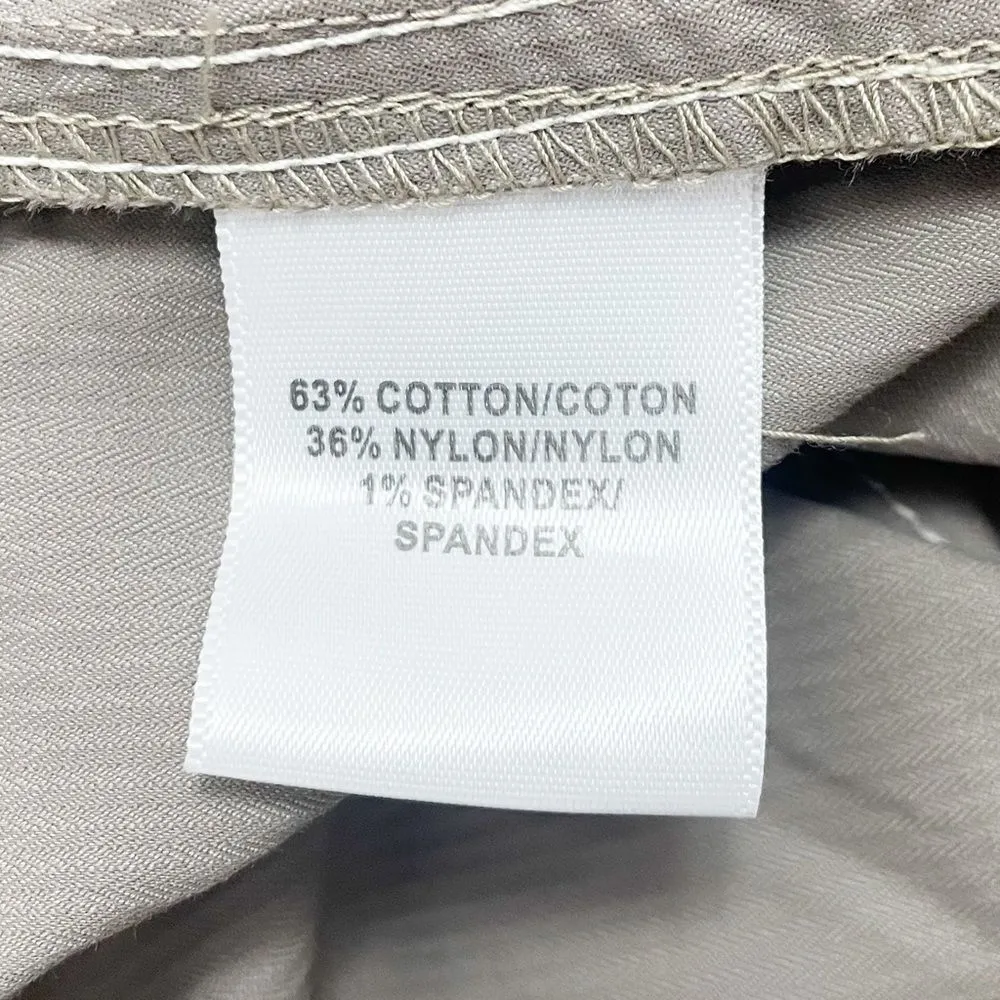 63% COTTON/COTON
36% NYLON/NYLON
1% SPANDEX/
SPANDEX